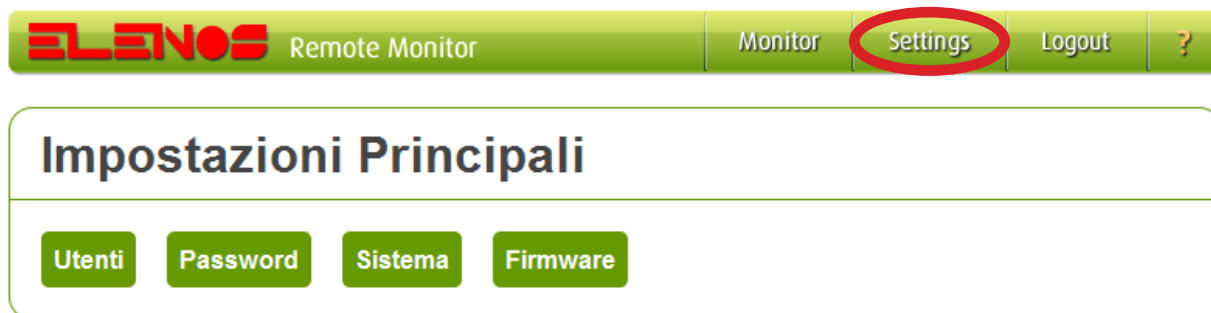 ELENOS Remote Monitor Monitor Settings Logout ?
Impostazioni Principali
Utenti Password Sistema Firmware